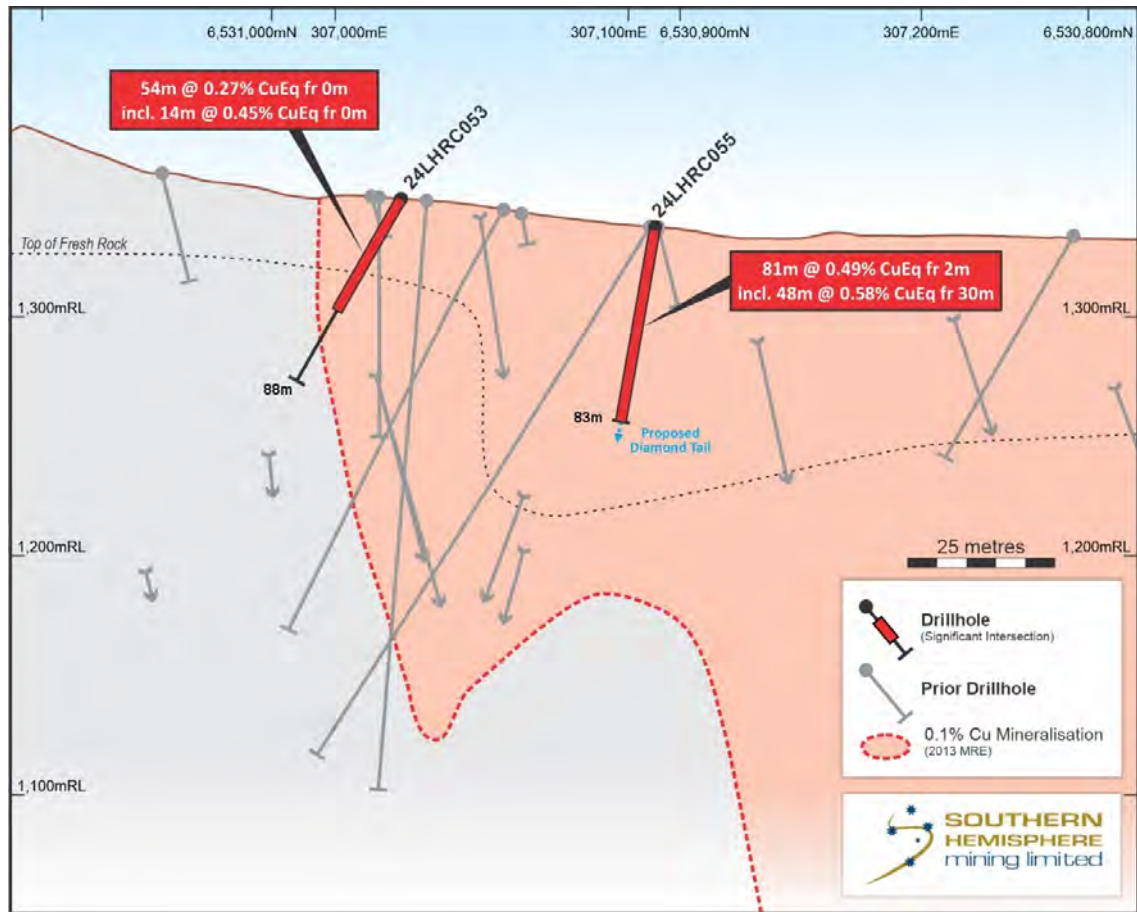 6,531,000mN 307,000mE 307,100mE 6,530,900mN 307,200mE 6,530,800mN
54m @ 0.27% CuEq fr 0m
incl. 14m @ 0.45% CuEq fr 0m
24LHRC053
24LHRC055
Top of Fresh Rock
81m @ 0.49% CuEq fr 2m
incl. 48m @ 0.58% CuEq fr 30m
1,300mRL 1,300mRL
88m
83m
Proposed
Diamond Tail
1,200mRL 1,200mRL
25 metres
Drillhole
(Significant Intersection)
Prior Drillhole
0.1% Cu Mineralisation
(2013 MRE)
1,100mRL
SOUTHERN
HEMISPHERE
mining limited